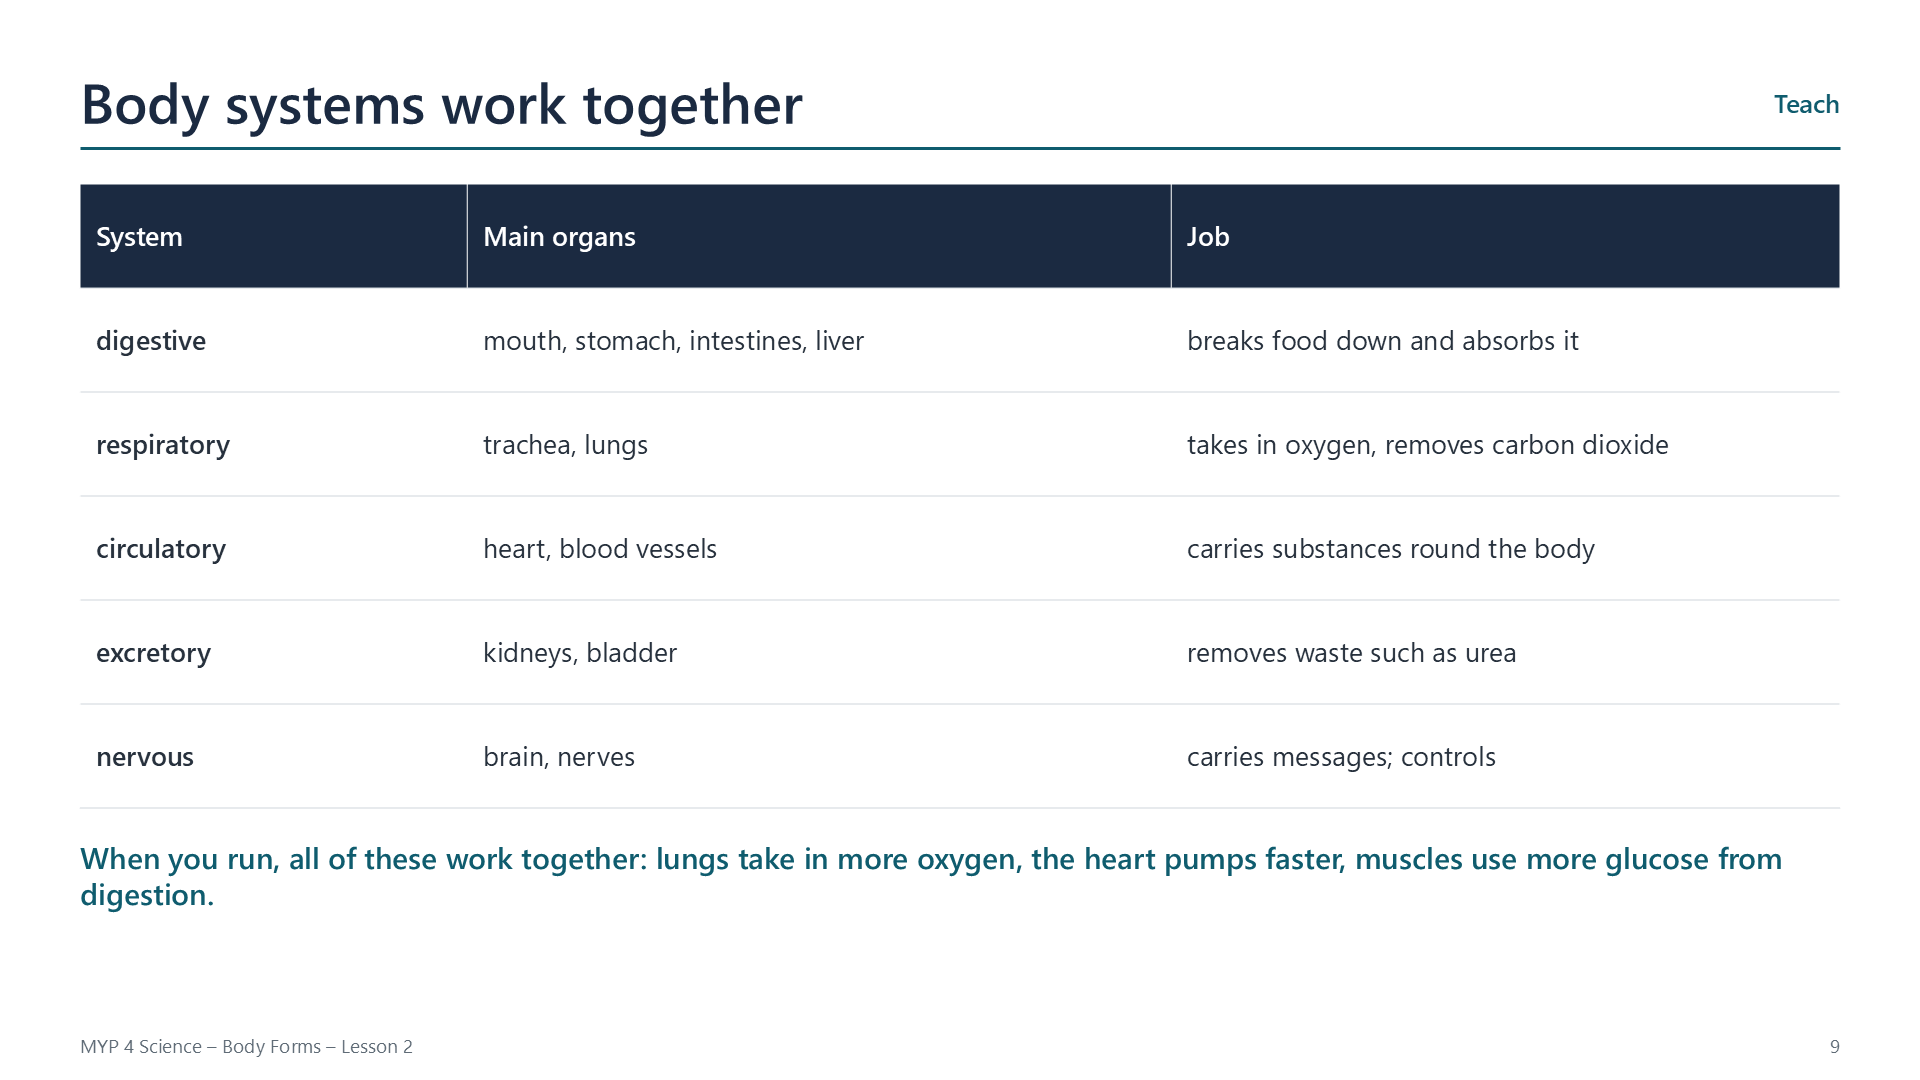 Body systems work together
Teach
System Main organs Job
digestive mouth, stomach, intestines, liver breaks food down and absorbs it
respiratory trachea, lungs takes in oxygen, removes carbon dioxide
circulatory heart, blood vessels carries substances round the body
excretory kidneys, bladder removes waste such as urea
nervous brain, nerves carries messages; controls
When you run, all of these work together: lungs take in more oxygen, the heart pumps faster, muscles use more glucose from
digestion.
MYP 4 Science – Body Forms – Lesson 2
9